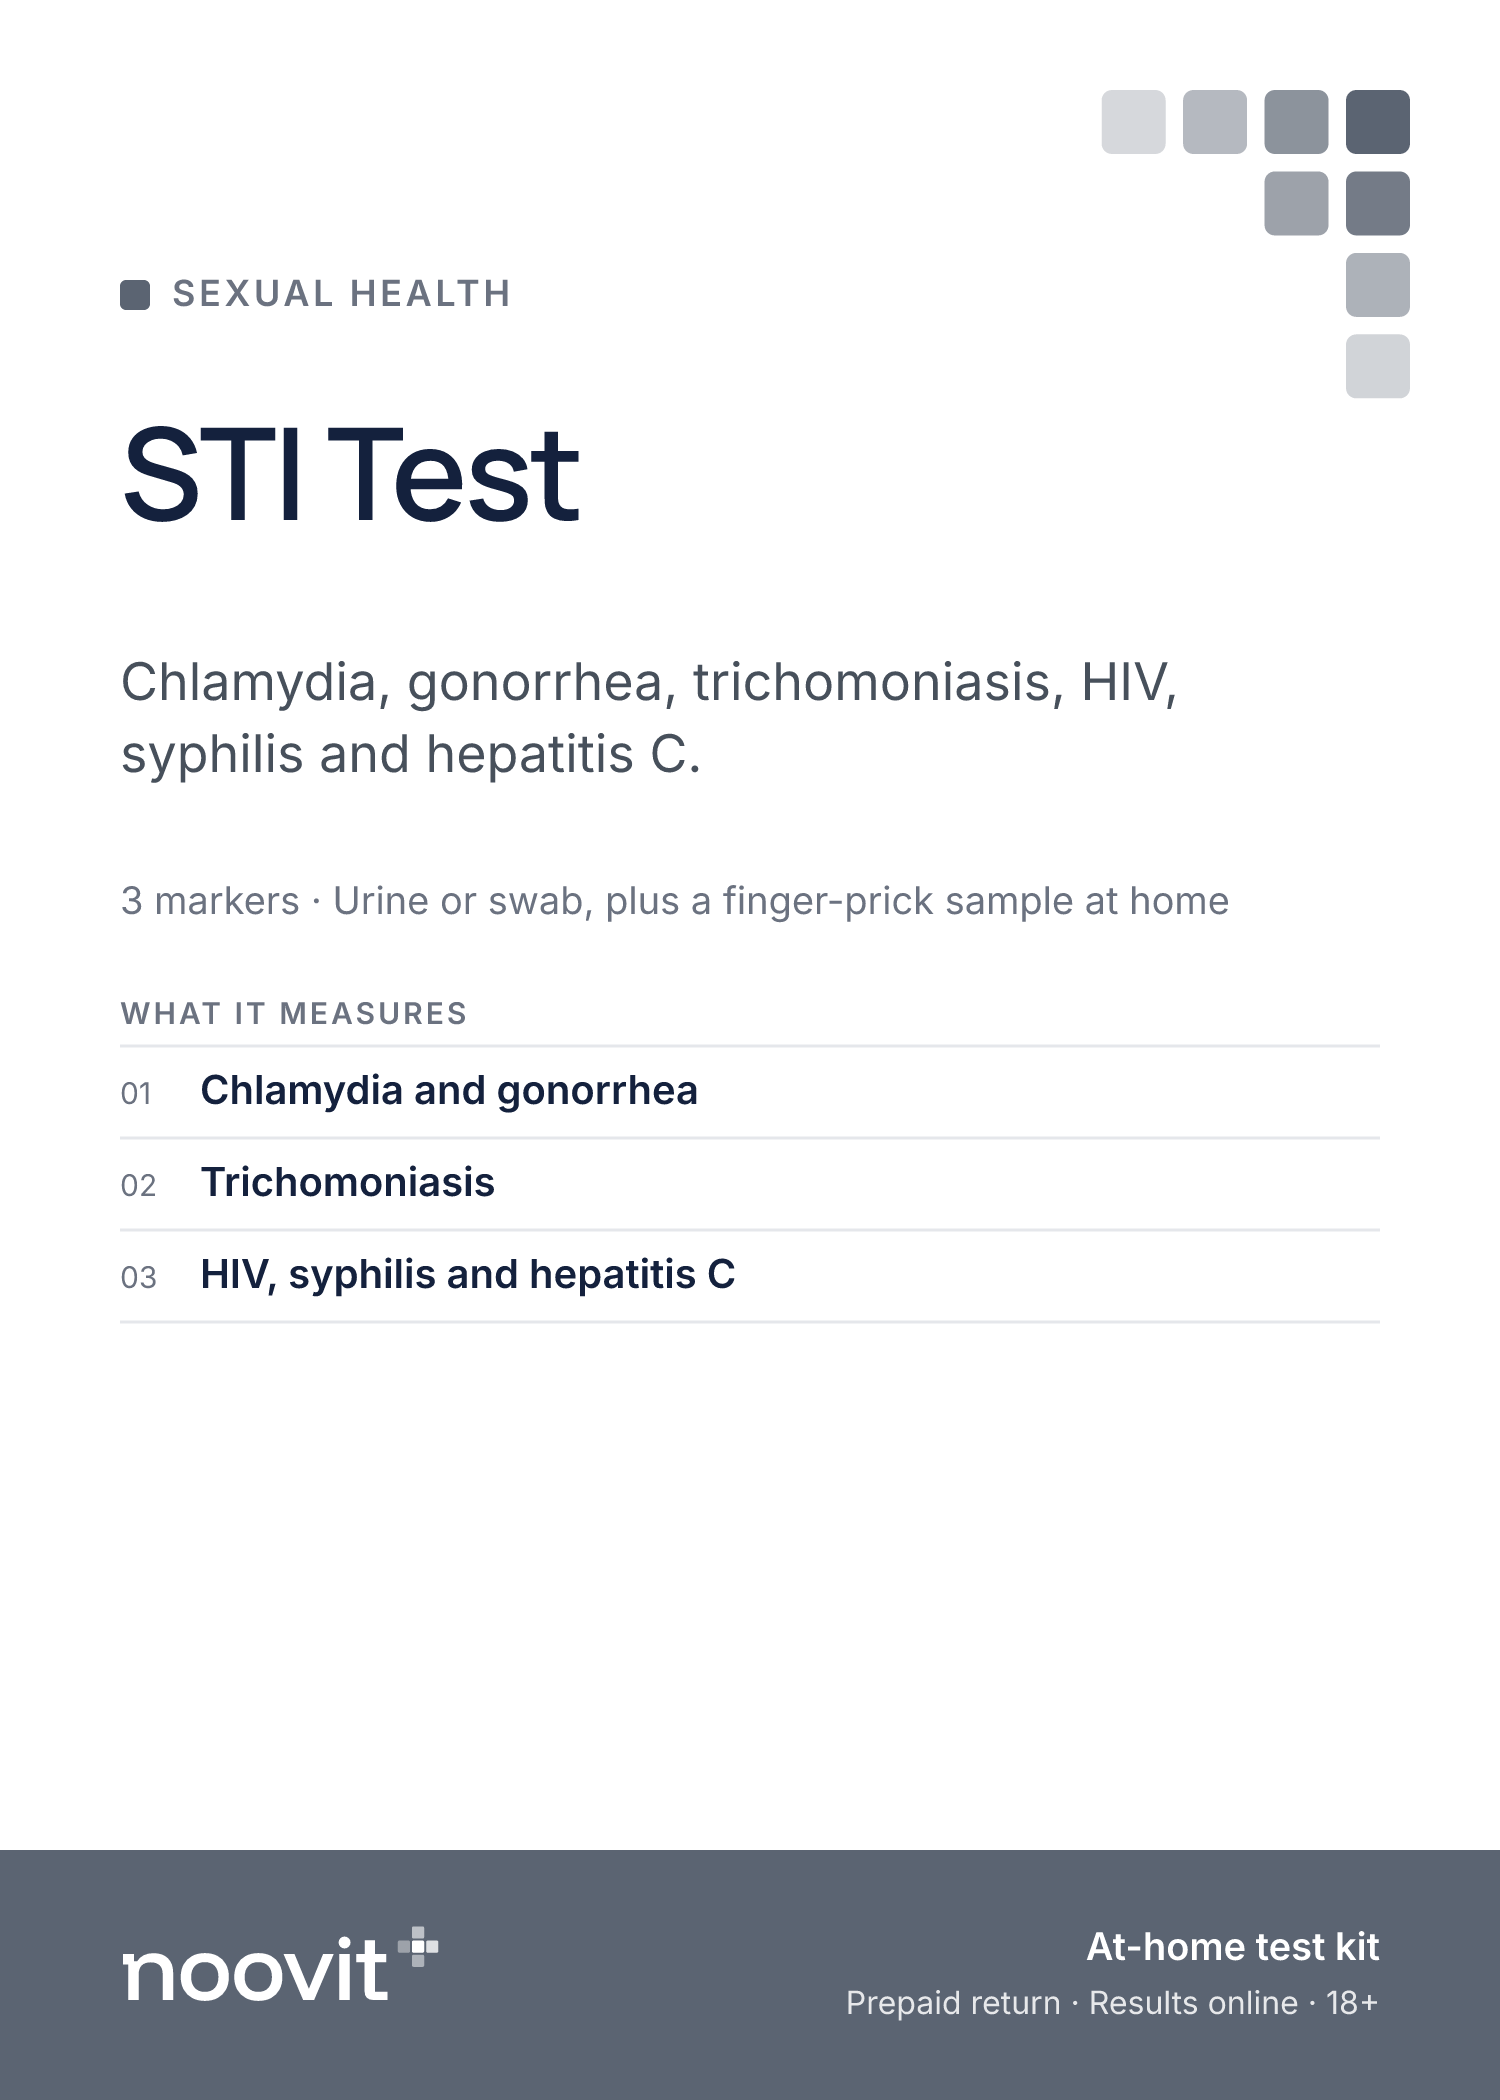 SEXUAL HEALTH
STI Test
Chlamydia, gonorrhea, trichomoniasis, HIV,
syphilis and hepatitis C.
3 markers · Urine or swab, plus a finger-prick sample at home
WHAT IT MEASURES
01 Chlamydia and gonorrhea
02 Trichomoniasis
03 HIV, syphilis and hepatitis C
noovit
At-home test kit
Prepaid return · Results online · 18+